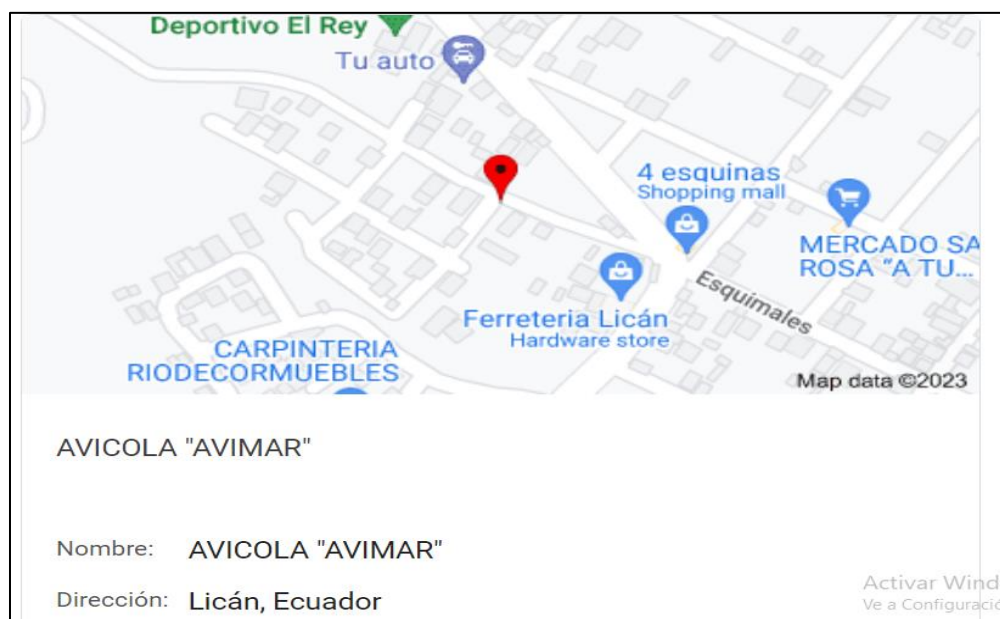 Deportivo El Rey
Tu auto
4 esquinas
Shopping mall
MERCADO SA
ROSA "A TU...
Esquimales
Ferreteria Licán
Hardware store
CARPINTERIA
RIODECORMUEBLES
Map data ©2023
AVICOLA "AVIMAR"
Nombre: AVICOLA "AVIMAR"
Dirección: Licán, Ecuador
Activar Wind
Ve a Configuració